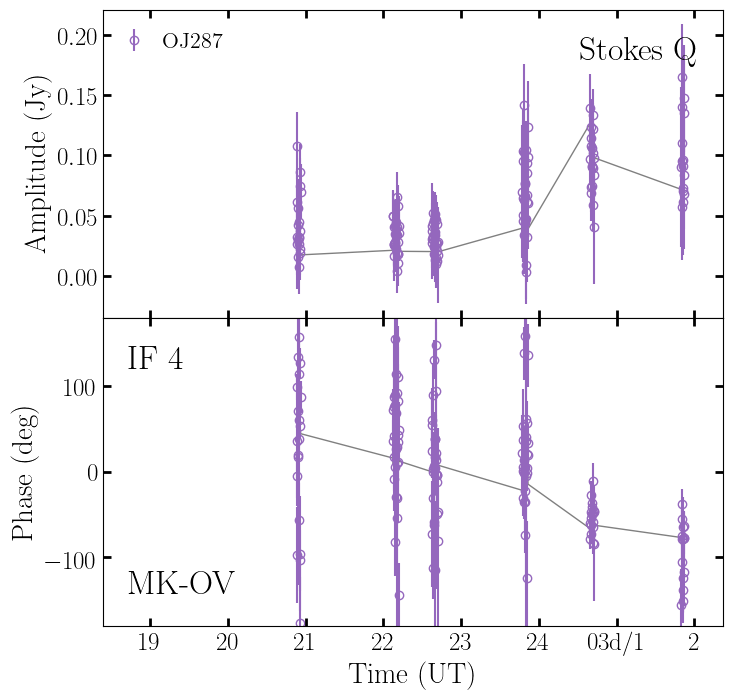 0.20
OJ287
Stokes Q
0.15
0.10
0.05
0.00
Amplitude (Jy)
IF 4
100
0
−100
Phase (deg)
MK-OV
19 20 21 22 23 24 03d/1 2
Time (UT)